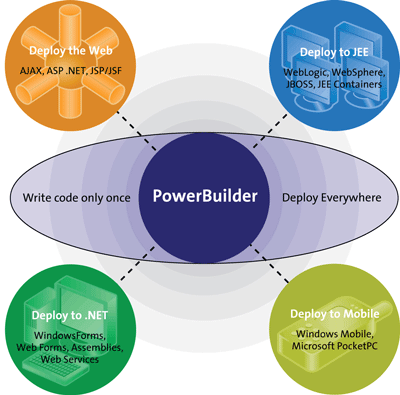 Deploy the Web
AJAX, ASP .NET, JSP/JSF
Deploy to JEE
WebLogic, WebSphere,
JBOSS, JEE Containers
Write code only once
PowerBuilder
Deploy Everywhere
Deploy to .NET
WindowsForms,
Web Forms, Assemblies,
Web Services
Deploy to Mobile
Windows Mobile,
Microsoft PocketPC